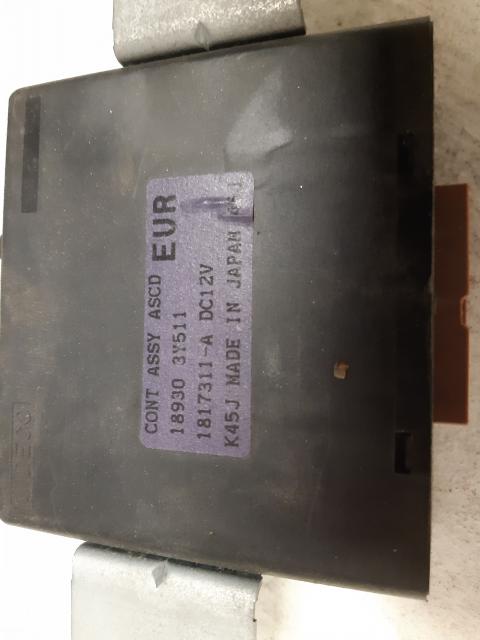 CONT ASSY ASCD EUR
18930 3Y511
1817311-A DC12V
K45J MADE IN JAPAN